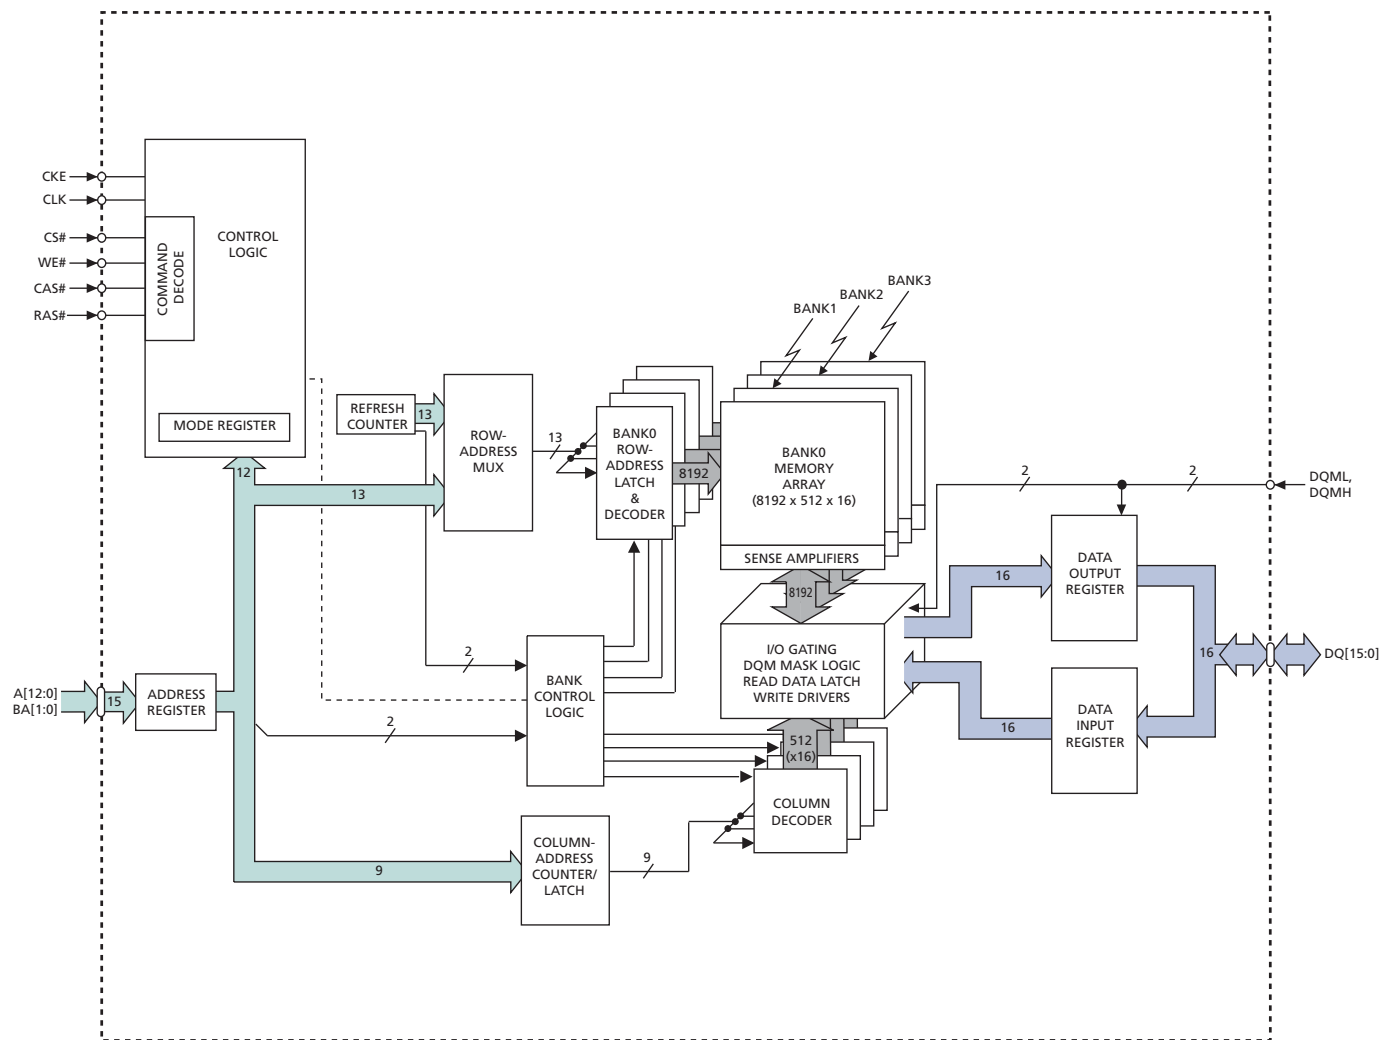 CKE
CLK
CS#
WE#
CAS#
RAS#
COMMAND
DECODE
CONTROL
LOGIC
MODE REGISTER
12
13
REFRESH
COUNTER
13
ROW-
ADDRESS
MUX
13
BANK0
ROW-
ADDRESS
LATCH
&
DECODER
8192
BANK1
BANK2
BANK3
BANK0
MEMORY
ARRAY
(8192 x 512 x 16)
SENSE AMPLIFIERS
8192
I/O GATING
DQM MASK LOGIC
READ DATA LATCH
WRITE DRIVERS
512
(x16)
COLUMN
DECODER
2
2
DQML,
DQMH
16
DATA
OUTPUT
REGISTER
16
DQ[15:0]
16
DATA
INPUT
REGISTER
A[12:0]
BA[1:0]
15
ADDRESS
REGISTER
2
2
BANK
CONTROL
LOGIC
9
COLUMN-
ADDRESS
COUNTER/
LATCH
9